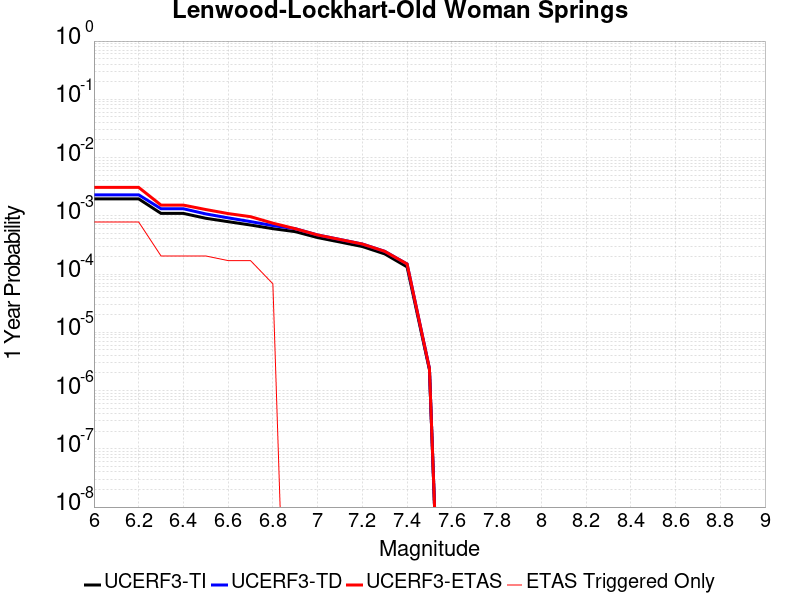 Lenwood-Lockhart-Old Woman Springs
10^0
10^-1
10^-2
10^-3
10^-4
10^-5
10^-6
10^-7
10^-8
1 Year Probability
6 6.2 6.4 6.6 6.8 7 7.2 7.4 7.6 7.8 8 8.2 8.4 8.6 8.8 9
Magnitude
UCERF3-TI UCERF3-TD UCERF3-ETAS ETAS Triggered Only